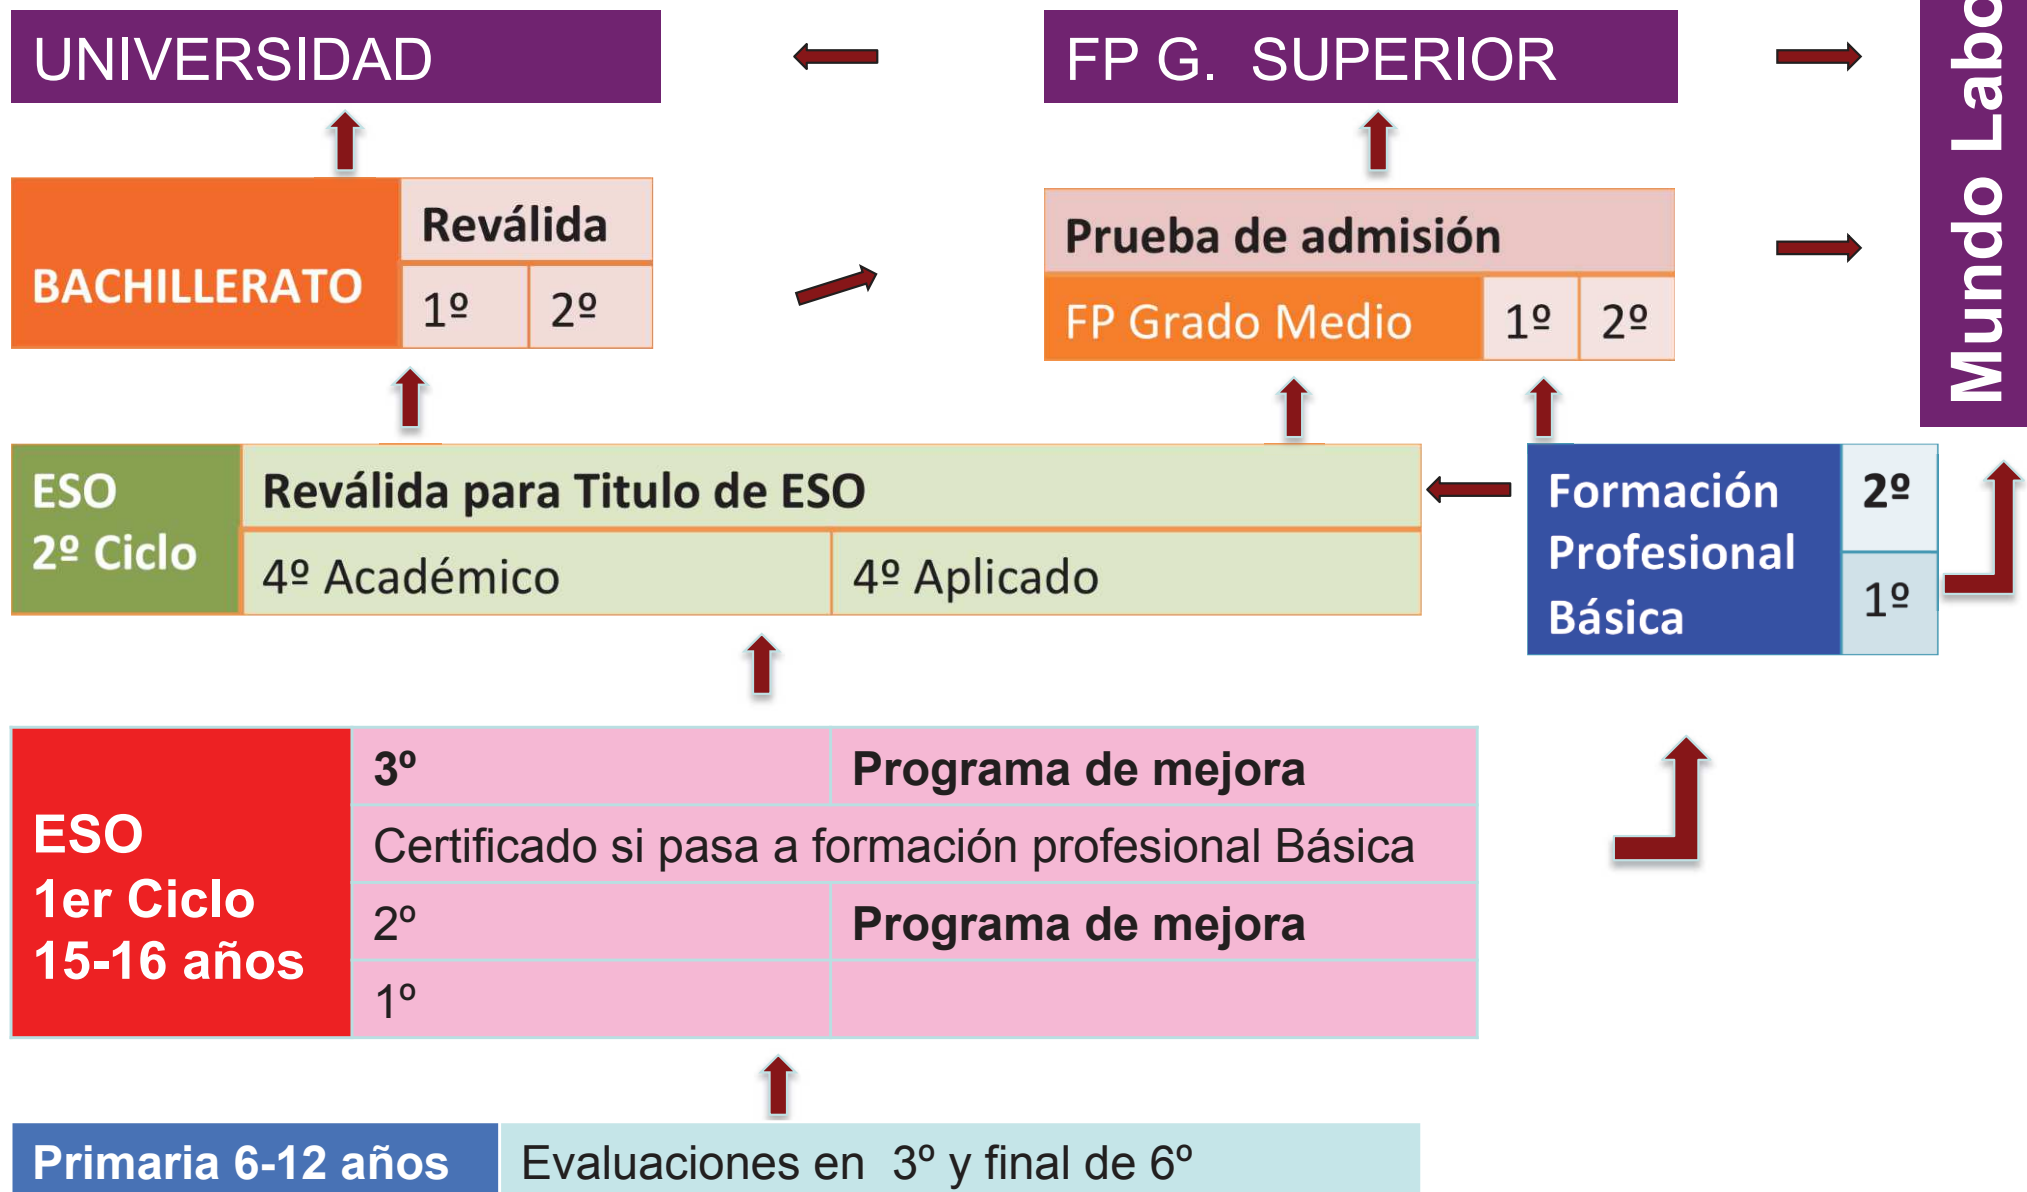 UNIVERSIDAD
FP G. SUPERIOR
Mundo Labo
Reválida
BACHILLERATO
1º 2º
Prueba de admisión
FP Grado Medio 1º 2º
ESO
2º Ciclo
Reválida para Titulo de ESO
4º Académico 4º Aplicado
Formación
Profesional
Básica
2º
1º
ESO
1er Ciclo
15-16 años
3º Programa de mejora
Certificado si pasa a formación profesional Básica
2º Programa de mejora
1º
Primaria 6-12 años Evaluaciones en 3º y final de 6º